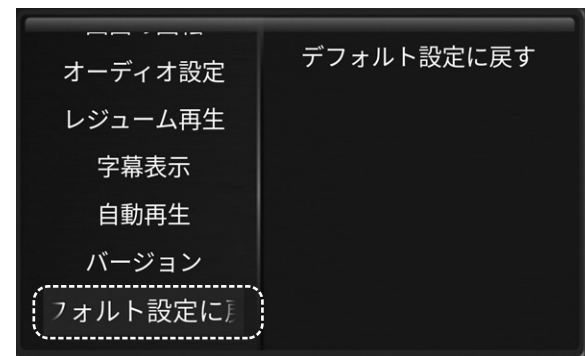 オーディオ設定
レジューム再生
字幕表示
自動再生
バージョン
フォルト設定に戻
デフォルト設定に戻す